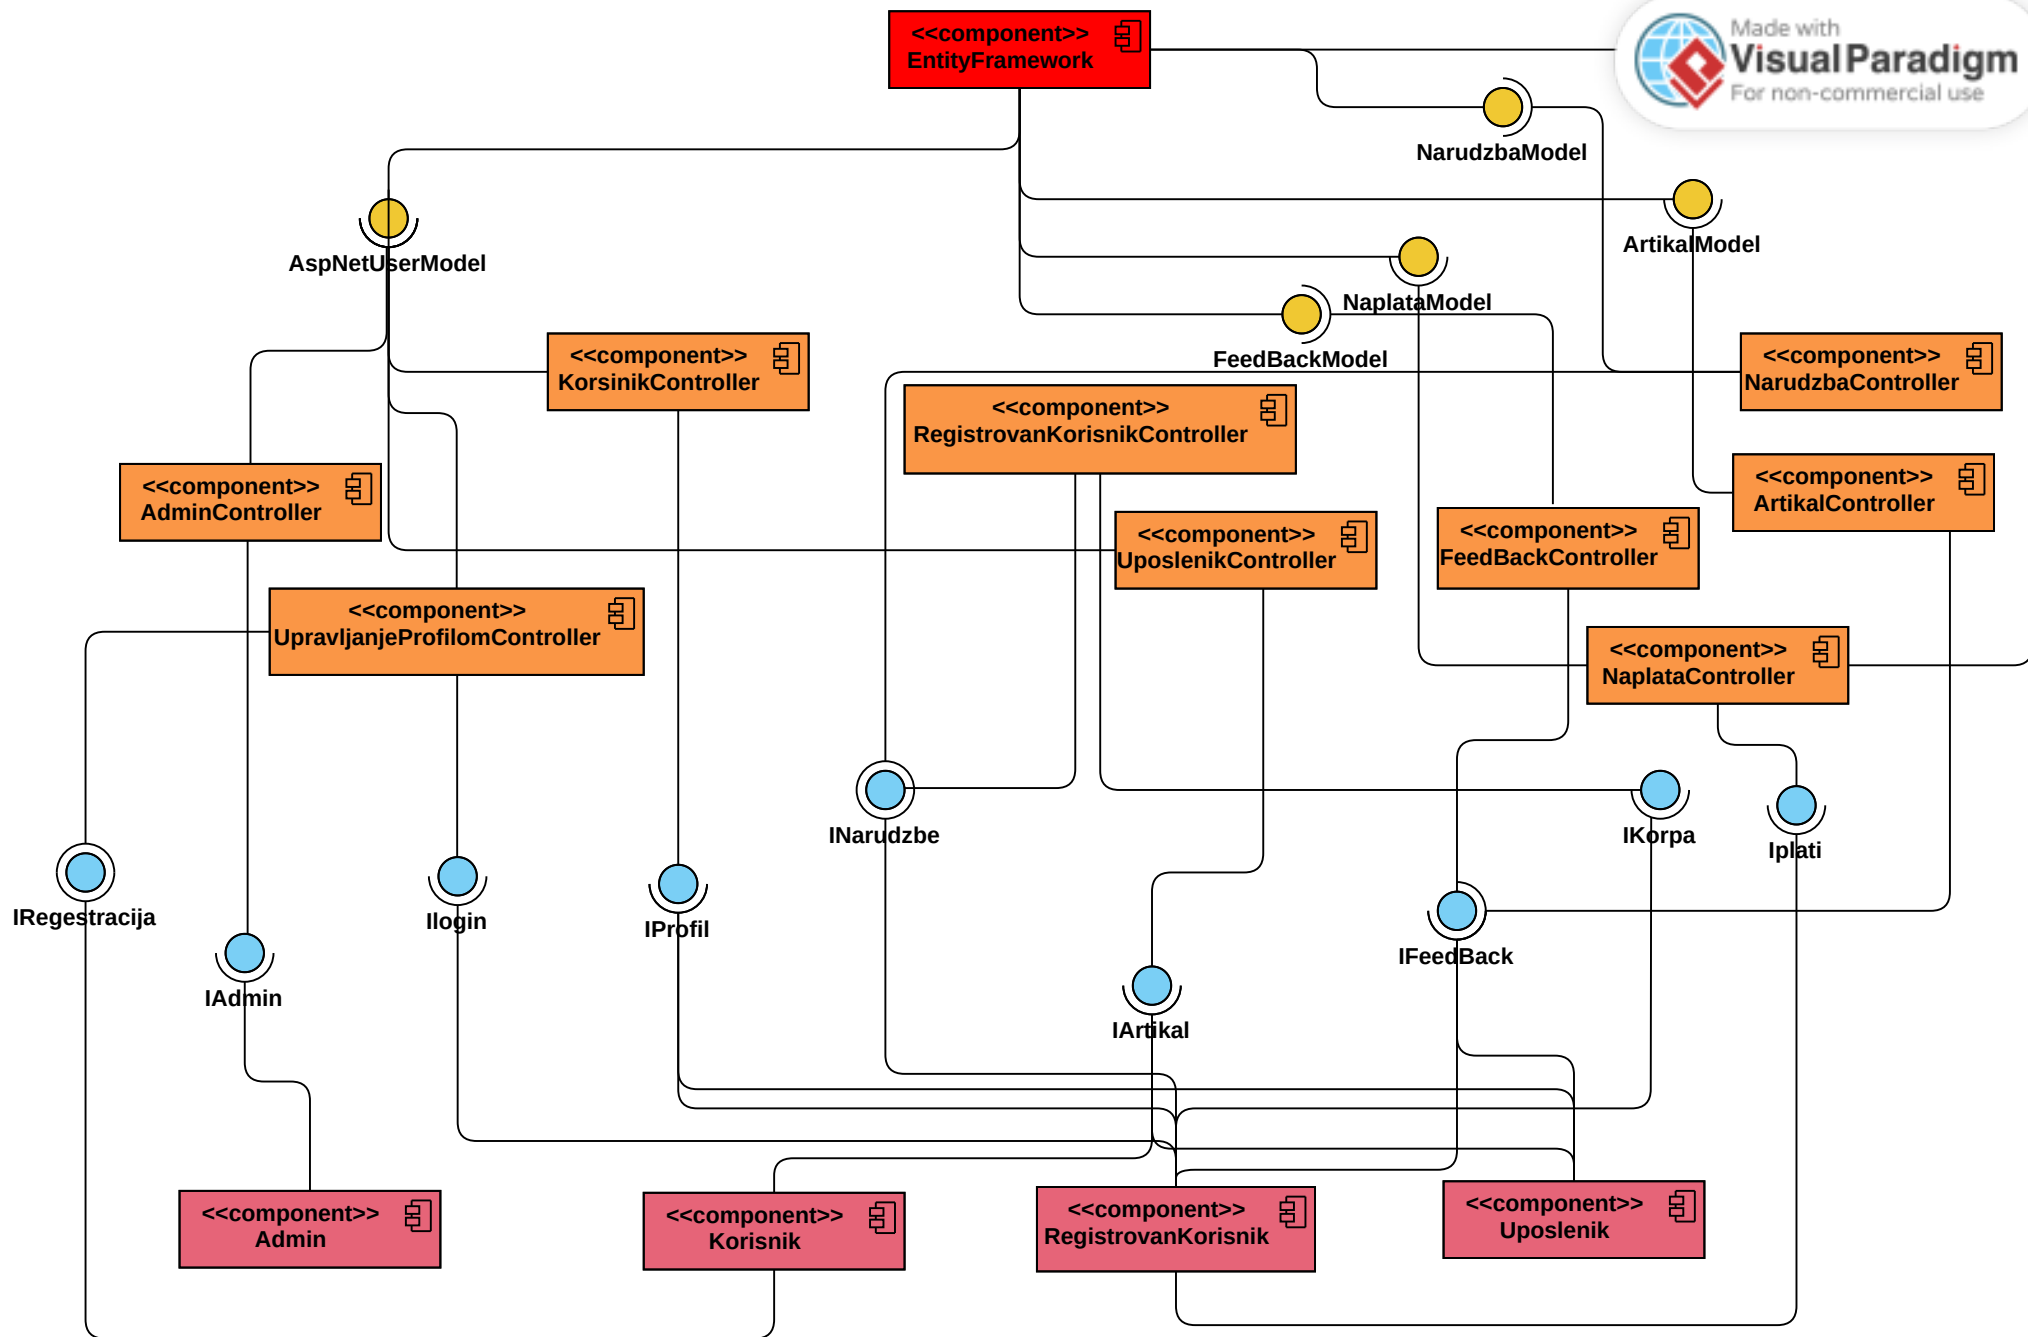 <<component>>
EntityFramework
Made with
Visual Paradigm
For non-commercial use
NarudzbaModel
ArtikalModel
AspNetUserModel
NaplataModel
FeedBackModel
<<component>>
KorsinikController
<<component>>
NarudzbaController
<<component>>
RegistrovanKorisnikController
<<component>>
AdminController
<<component>>
ArtikalController
<<component>>
UposlenikController
<<component>>
FeedBackController
<<component>>
UpravljanjeProfilomController
<<component>>
NaplataController
INarudzbe
IKorpa
Iplati
IRegestracija
Ilogin
IProfil
IFeedBack
IAdmin
IArtikal
<<component>>
Admin
<<component>>
Korisnik
<<component>>
RegistrovanKorisnik
<<component>>
Uposlenik